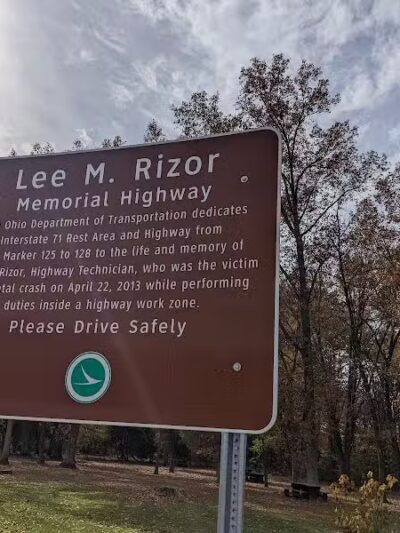 Lee M. Rizor
Memorial Highway
Ohio Department of Transportation dedicates
Interstate 71 Rest Area and Highway from
Marker 125 to 128 to the life and memory of
Rizor, Highway Technician, who was the victim
crash on April 22, 2013 while performing
duties inside a highway work zone.
Please Drive Safely